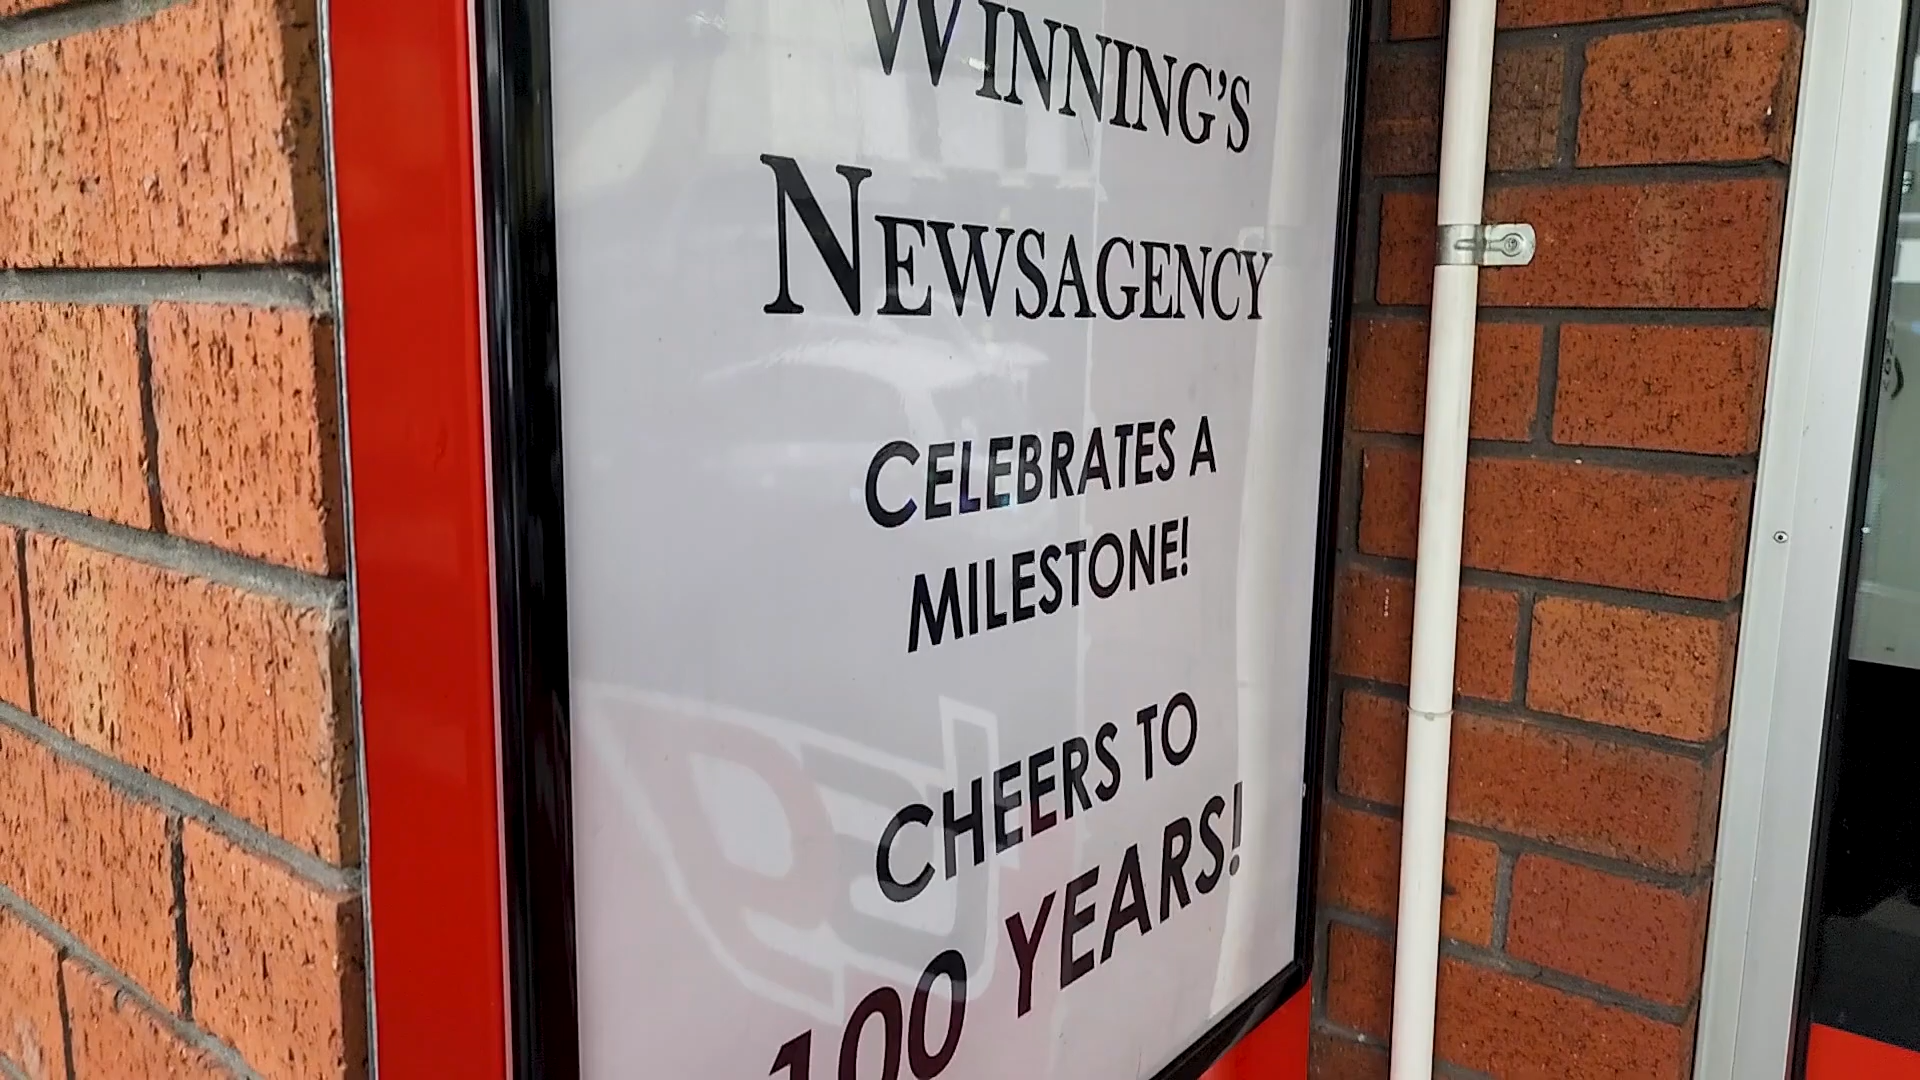 WINNING'S
NEWSAGENCY
CELEBRATES A
MILESTONE!
CHEERS TO
100 YEARS!